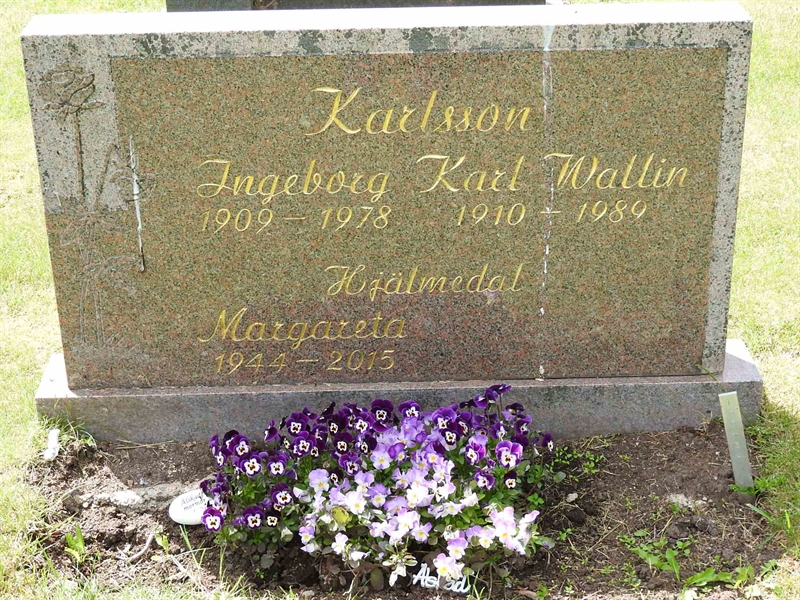 Karlsson
Ingeborg Karl Wallin
1909 – 1978 1910 – 1989
Hjälmedal
Margareta
1944 – 2015